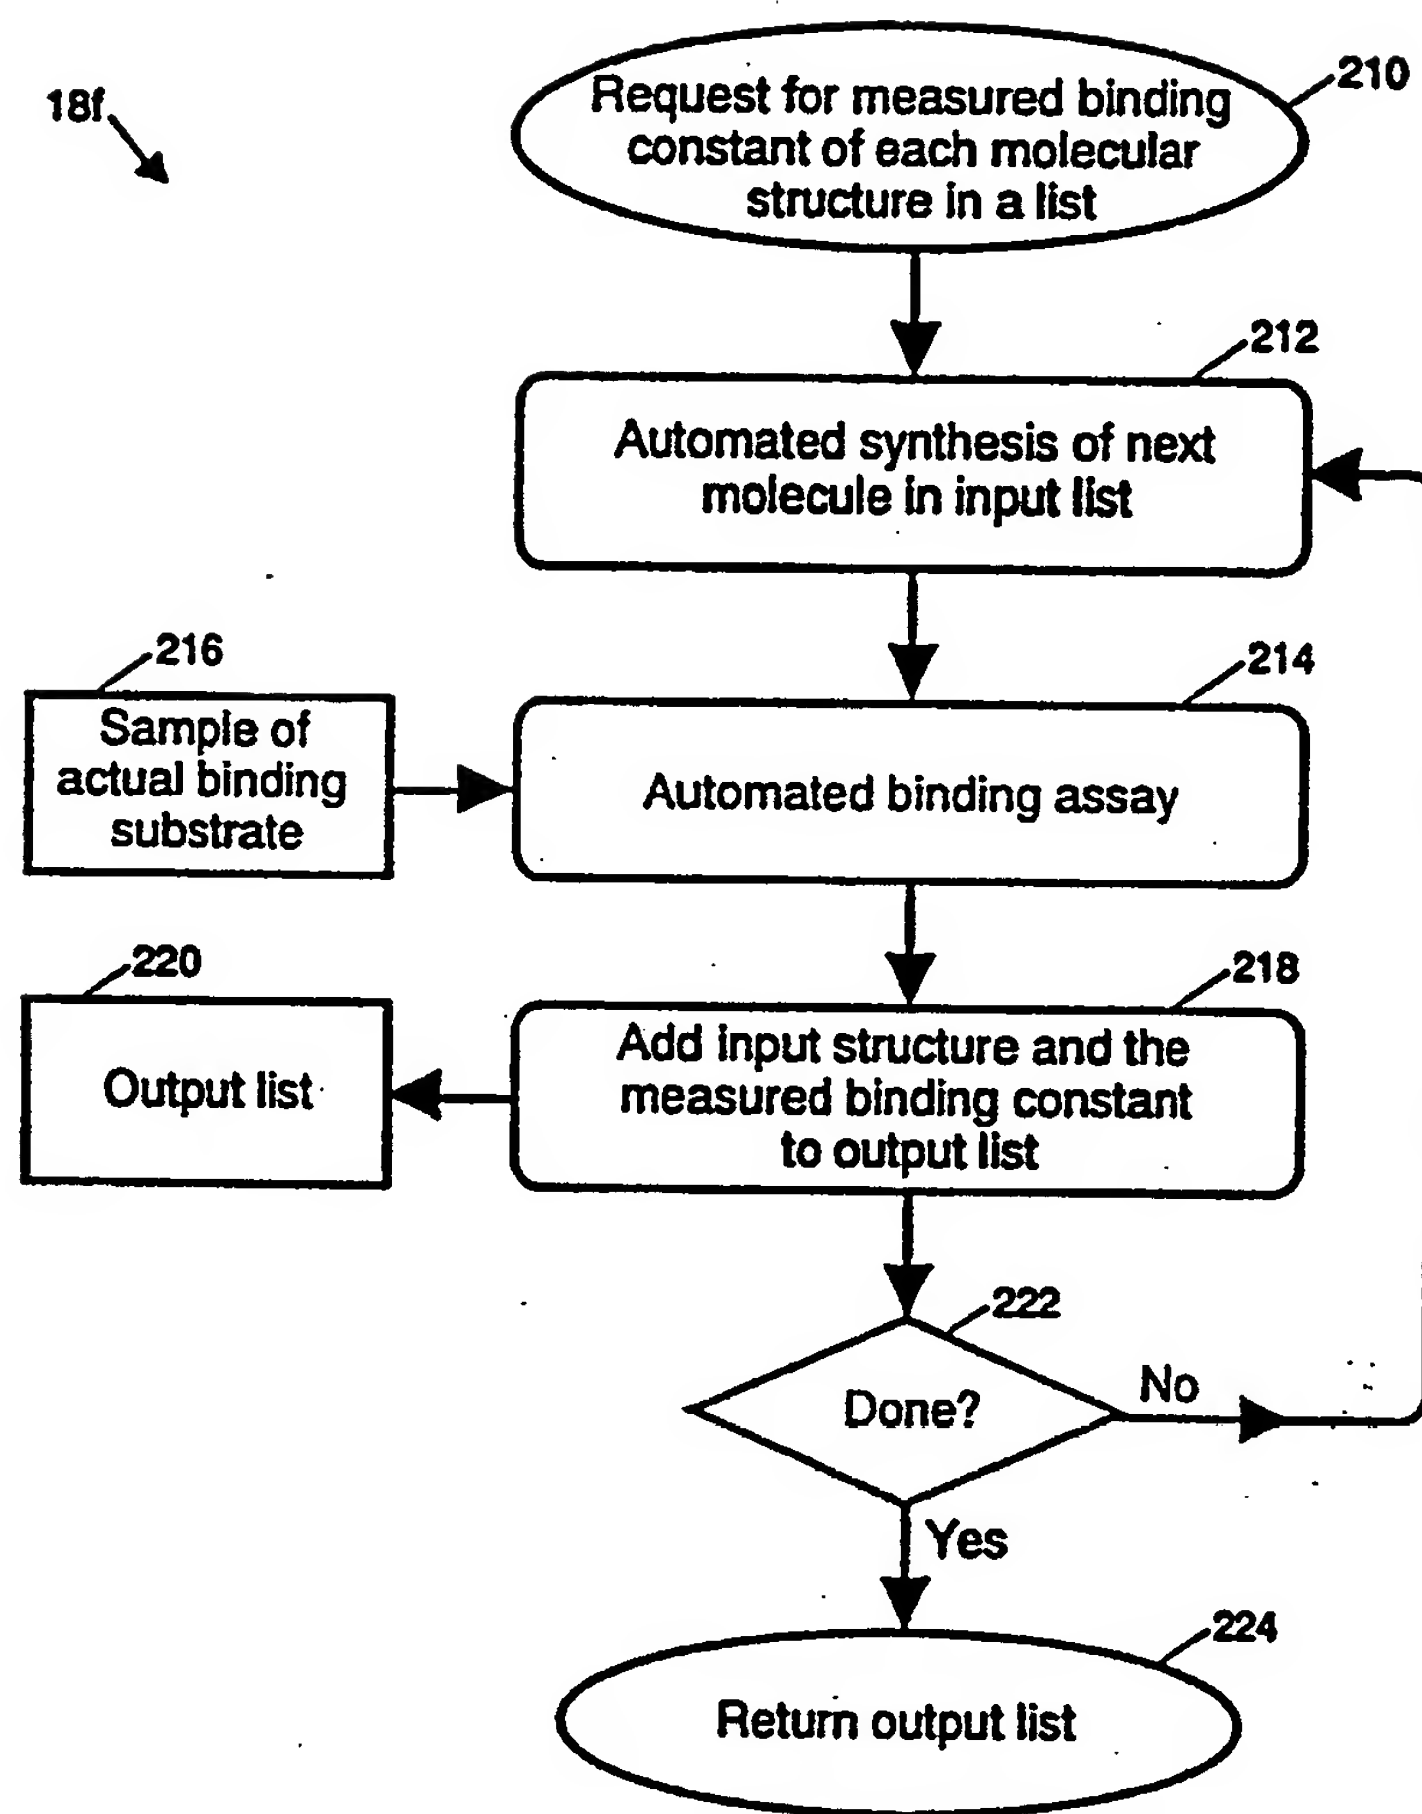 18f
210
Request for measured binding
constant of each molecular
structure in a list
212
Automated synthesis of next
molecule in input list
216
Sample of
actual binding
substrate
214
Automated binding assay
220
Output list
218
Add input structure and the
measured binding constant
to output list
222
Done?
No
Yes
224
Return output list